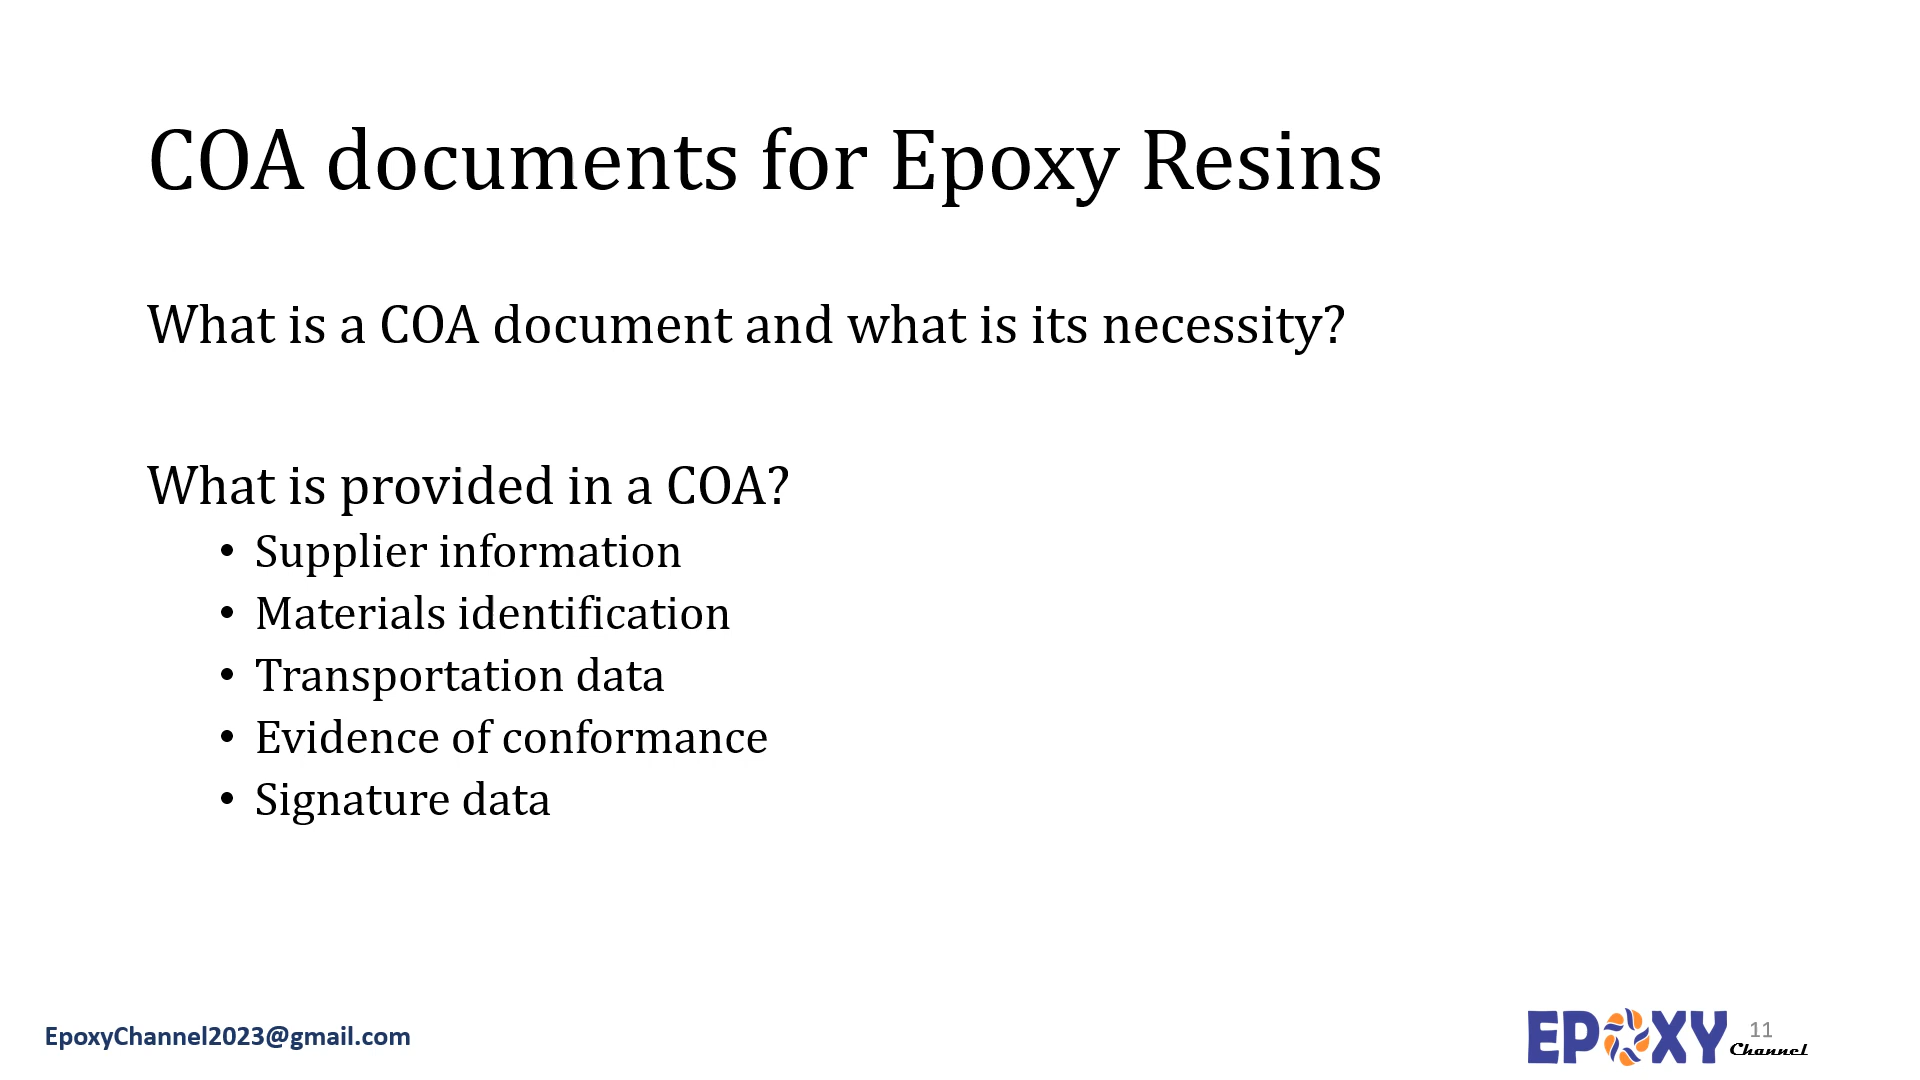 COA documents for Epoxy Resins
What is a COA document and what is its necessity?
What is provided in a COA?
• Supplier information
• Materials identification
• Transportation data
• Evidence of conformance
• Signature data
EpoxyChannel2023@gmail.com
EPOXY
Channel
11